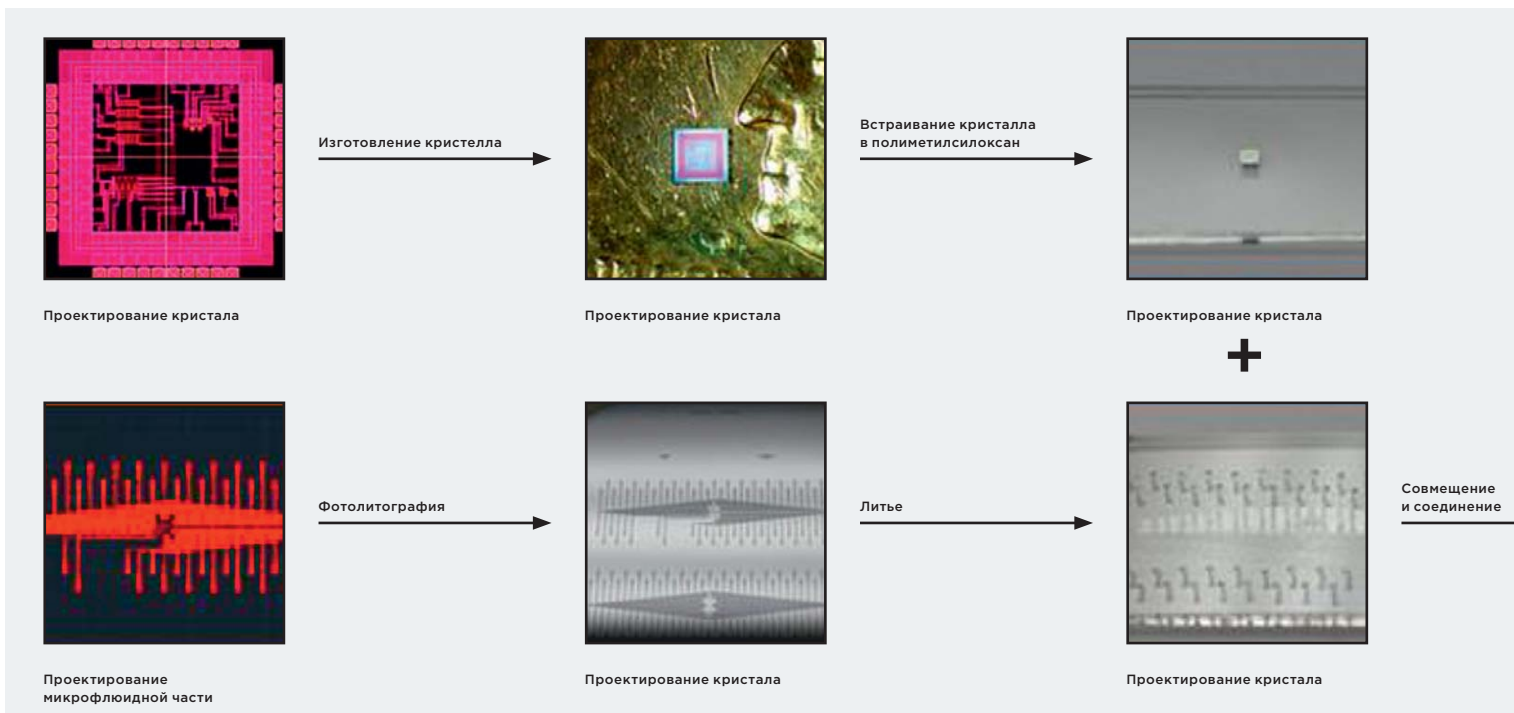 Изготовление кристелла
Встраивание кристалла
в полиметилсилоксан
Проектирование кристала
Проектирование кристала
Проектирование кристала
+
Фотолитография
Литье
Совмещение
и соединение
Проектирование
микрофлюидной части
Проектирование кристала
Проектирование кристала